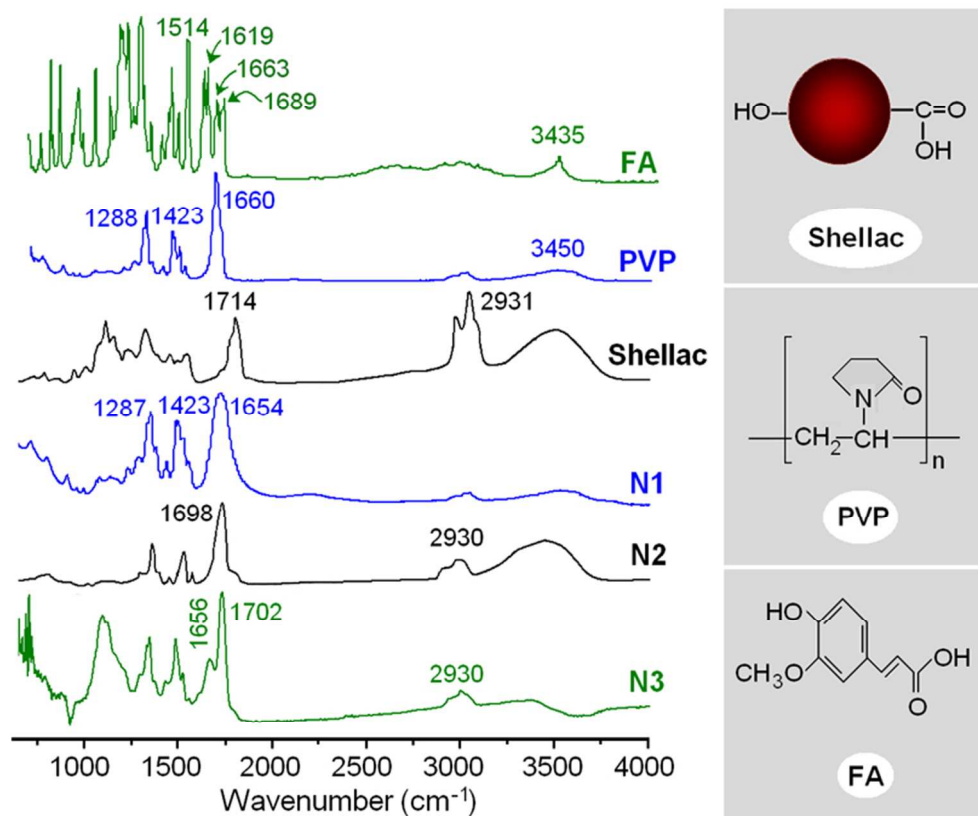 1514
1619
1663
1689
3435
FA
1288
1423
1660
3450
PVP
1714
2931
Shellac
1287
1423
1654
N1
1698
2930
N2
1656
1702
2930
N3
1000 1500 2000 2500 3000 3500 4000
Wavenumber (cm⁻¹)
HO
C=O
OH
Shellac
N
O
CH₂
CH
n
PVP
HO
CH₃O
OH
O
FA